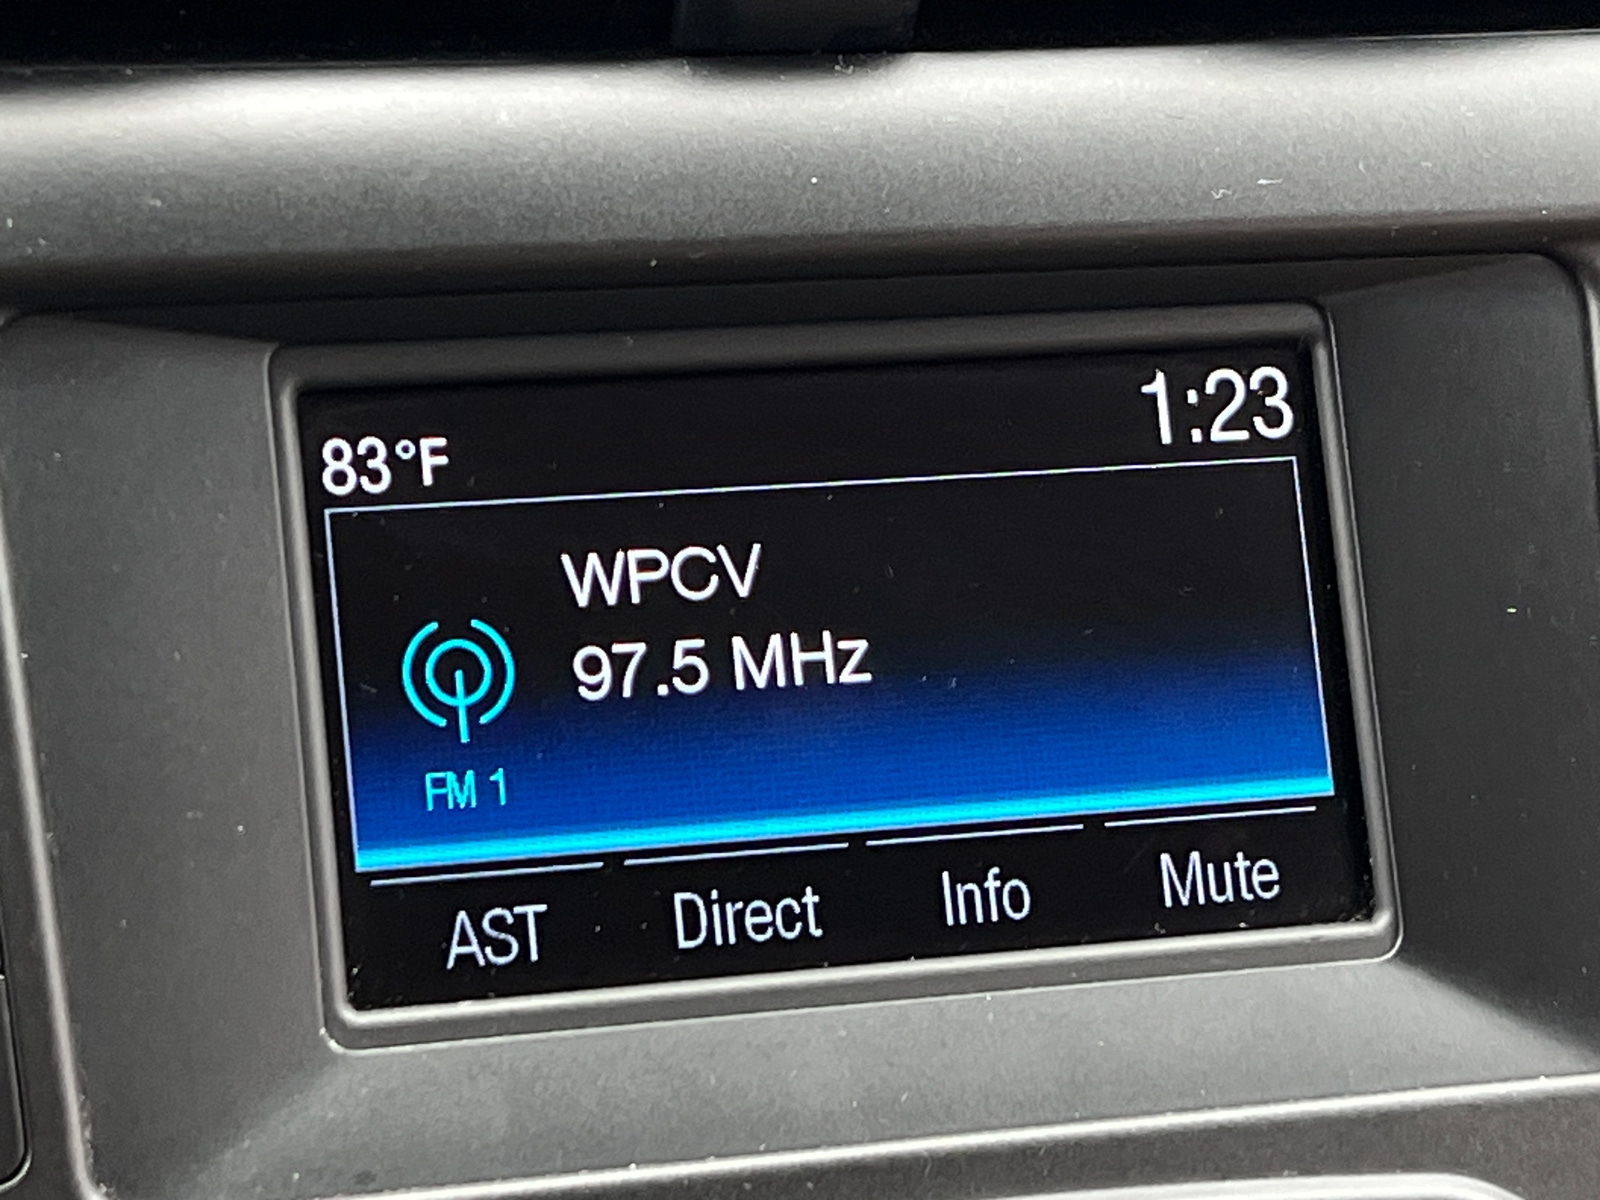 83°F 1:23
WPCV
97.5 MHz
FM 1
AST Direct Info Mute